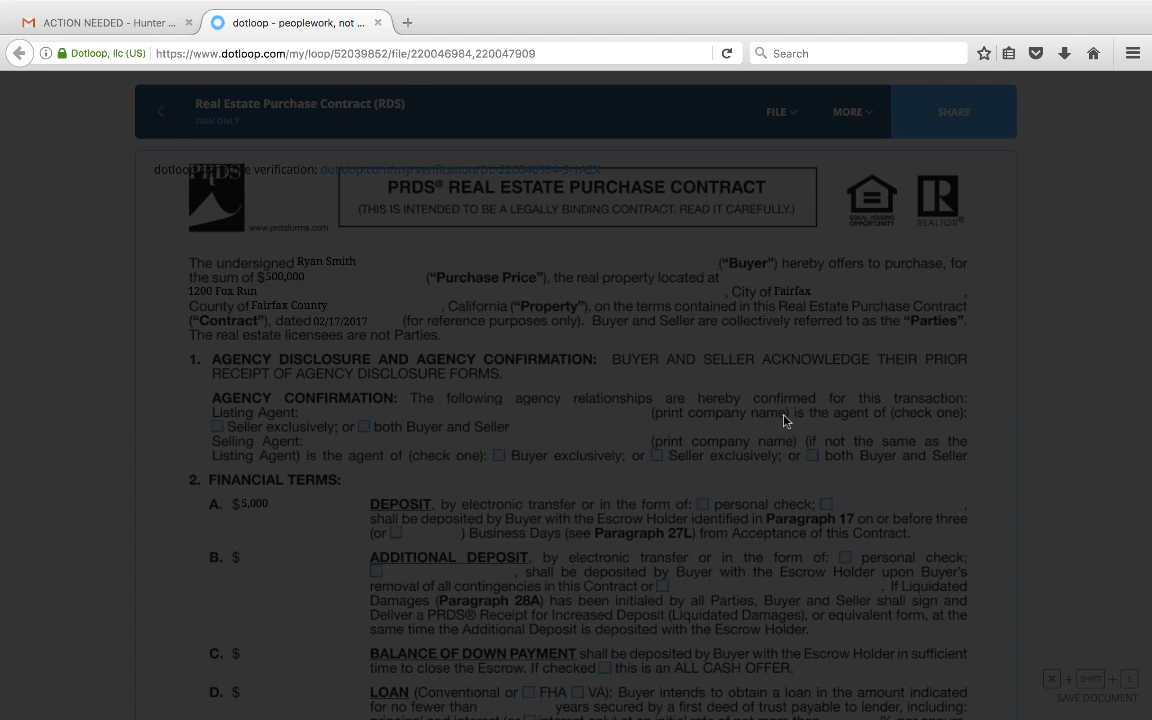 ACTION NEEDED - Hunter ...
dotloop - peoplework, not ...
Dotloop, llc (US)
https://www.dotloop.com/my/loop/52039852/file/220046984,220047909
Search
Real Estate Purchase Contract (RDS)
SIGN ONLY
FILE
MORE
SHARE
verification:
PRDS
www.prdsforms.com
PRDS® REAL ESTATE PURCHASE CONTRACT
(THIS IS INTENDED TO BE A LEGALLY BINDING CONTRACT. READ IT CAREFULLY.)
EQUAL HOUSING
OPPORTUNITY
REALTOR®
The undersigned Ryan Smith ("Buyer") hereby offers to purchase, for
the sum of $500,000 ("Purchase Price"), the real property located at
1200 Fox Run , City of Fairfax ,
County of Fairfax County , California ("Property"), on the terms contained in this Real Estate Purchase Contract
("Contract"), dated 02/17/2017 (for reference purposes only). Buyer and Seller are collectively referred to as the "Parties".
The real estate licensees are not Parties.
1. AGENCY DISCLOSURE AND AGENCY CONFIRMATION: BUYER AND SELLER ACKNOWLEDGE THEIR PRIOR
RECEIPT OF AGENCY DISCLOSURE FORMS.
AGENCY CONFIRMATION: The following agency relationships are hereby confirmed for this transaction:
Listing Agent: (print company name) is the agent of (check one):
Seller exclusively; or both Buyer and Seller
Selling Agent: (print company name) (if not the same as the
Listing Agent) is the agent of (check one): Buyer exclusively; or Seller exclusively; or both Buyer and Seller
2. FINANCIAL TERMS:
A. $5,000 DEPOSIT, by electronic transfer or in the form of: personal check; ,
shall be deposited by Buyer with the Escrow Holder identified in Paragraph 17 on or before three
(or ) Business Days (see Paragraph 27L) from Acceptance of this Contract.
B. $ ADDITIONAL DEPOSIT, by electronic transfer or in the form of: personal check;
, shall be deposited by Buyer with the Escrow Holder upon Buyer's
removal of all contingencies in this Contract or . If Liquidated
Damages (Paragraph 28A) has been initialed by all Parties, Buyer and Seller shall sign and
Deliver a PRDS® Receipt for Increased Deposit (Liquidated Damages), or equivalent form, at the
same time the Additional Deposit is deposited with the Escrow Holder.
C. $ BALANCE OF DOWN PAYMENT shall be deposited by Buyer with the Escrow Holder in sufficient
time to close the Escrow. If checked this is an ALL CASH OFFER.
D. $ LOAN (Conventional or FHA VA): Buyer intends to obtain a loan in the amount indicated
for no fewer than years secured by a first deed of trust payable to lender, including:
⌘ + SHIFT + S
SAVE DOCUMENT